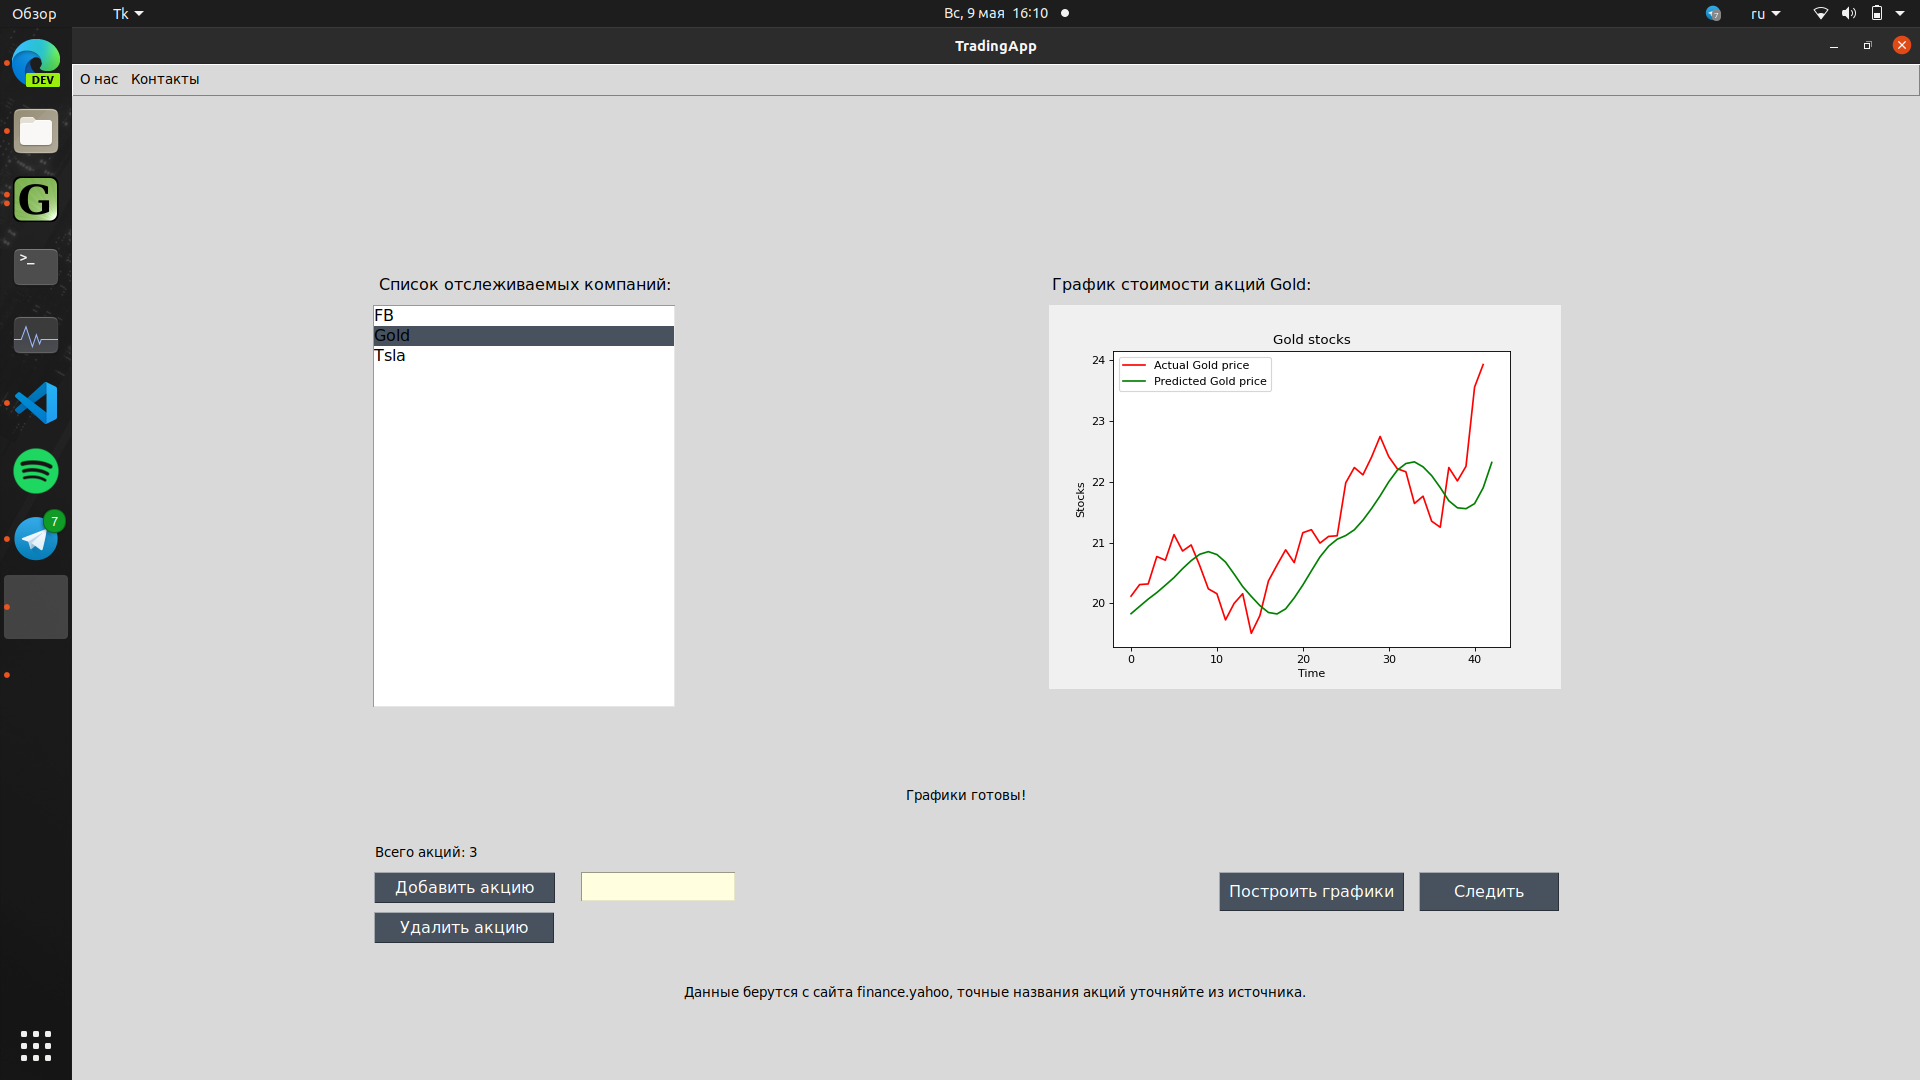 Обзор
Tk
Вс, 9 мая 16:10
ru
TradingApp
О нас Контакты
DEV
G
>_
7
Список отслеживаемых компаний:
FB
Gold
Tsla
График стоимости акций Gold:
Gold stocks
Actual Gold price
Predicted Gold price
24
23
22
21
20
Stocks
0 10 20 30 40
Time
Графики готовы!
Всего акций: 3
Добавить акцию
Удалить акцию
Построить графики
Следить
Данные берутся с сайта finance.yahoo, точные названия акций уточняйте из источника.